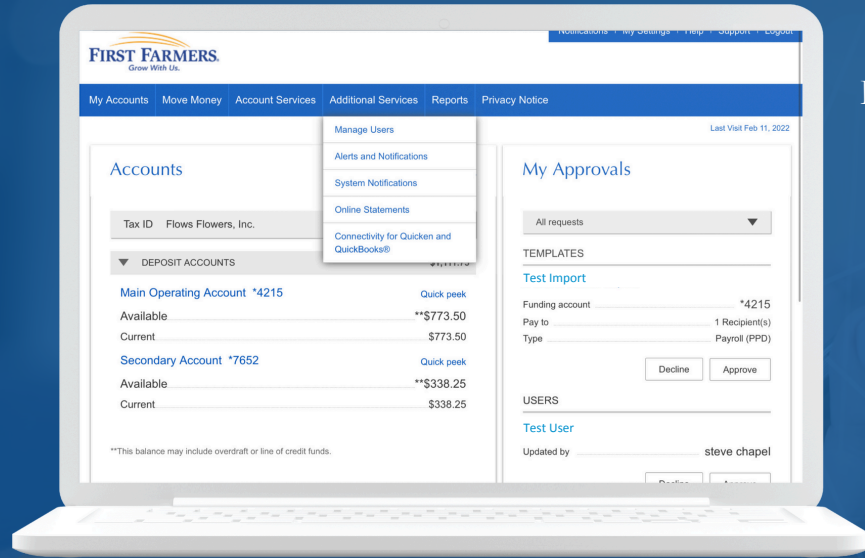 Notifications My Settings Help Support Logout
FIRST FARMERS.
Grow With Us.
My Accounts Move Money Account Services Additional Services Reports Privacy Notice
Last Visit Feb 11, 2022
Manage Users
Alerts and Notifications
System Notifications
Online Statements
Connectivity for Quicken and
QuickBooks®
Accounts
Tax ID Flows Flowers, Inc.
DEPOSIT ACCOUNTS $1,111.75
Main Operating Account *4215 Quick peek
Available **$773.50
Current $773.50
Secondary Account *7652 Quick peek
Available **$338.25
Current $338.25
**This balance may include overdraft or line of credit funds.
My Approvals
All requests
TEMPLATES
Test Import
Funding account *4215
Pay to 1 Recipient(s)
Type Payroll (PPD)
Decline Approve
USERS
Test User
Updated by steve chapel
Decline Approve